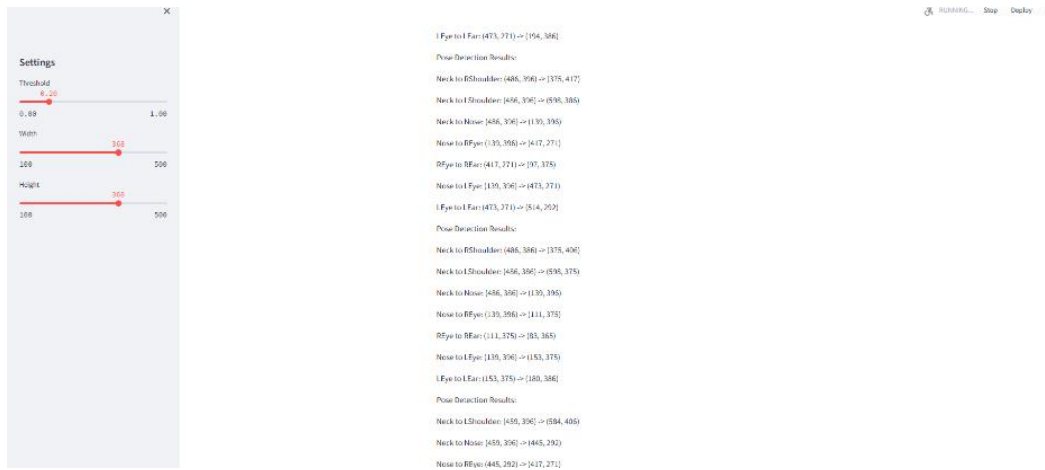 ×
RUNNING... Stop Deploy
Settings
Threshold
0.20
0.00 1.00
Width
368
100 500
Height
368
100 500
LEye to LEar: (473, 271) -> (194, 386)
Pose Detection Results:
Neck to RShoulder: (486, 396) -> (375, 417)
Neck to LShoulder: (486, 396) -> (598, 386)
Neck to Nose: (486, 396) -> (139, 396)
Nose to REye: (139, 396) -> (417, 271)
REye to REar: (417, 271) -> (97, 375)
Nose to LEye: (139, 396) -> (473, 271)
LEye to LEar: (473, 271) -> (514, 292)
Pose Detection Results:
Neck to RShoulder: (486, 386) -> (375, 406)
Neck to LShoulder: (486, 386) -> (598, 375)
Neck to Nose: (486, 386) -> (139, 396)
Nose to REye: (139, 396) -> (111, 375)
REye to REar: (111, 375) -> (83, 365)
Nose to LEye: (139, 396) -> (153, 375)
LEye to LEar: (153, 375) -> (180, 386)
Pose Detection Results:
Neck to LShoulder: (459, 396) -> (584, 406)
Neck to Nose: (459, 396) -> (445, 292)
Nose to REye: (445, 292) -> (417, 271)